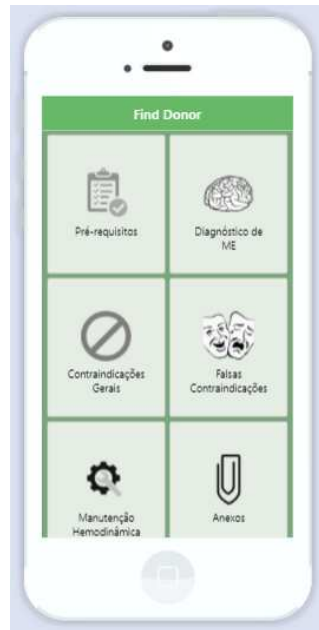 Find Donor
Pré-requisitos
Diagnóstico de
ME
Contraindicações
Gerais
Falsas
Contraindicações
Manutenção
Hemodinâmica
Anexos